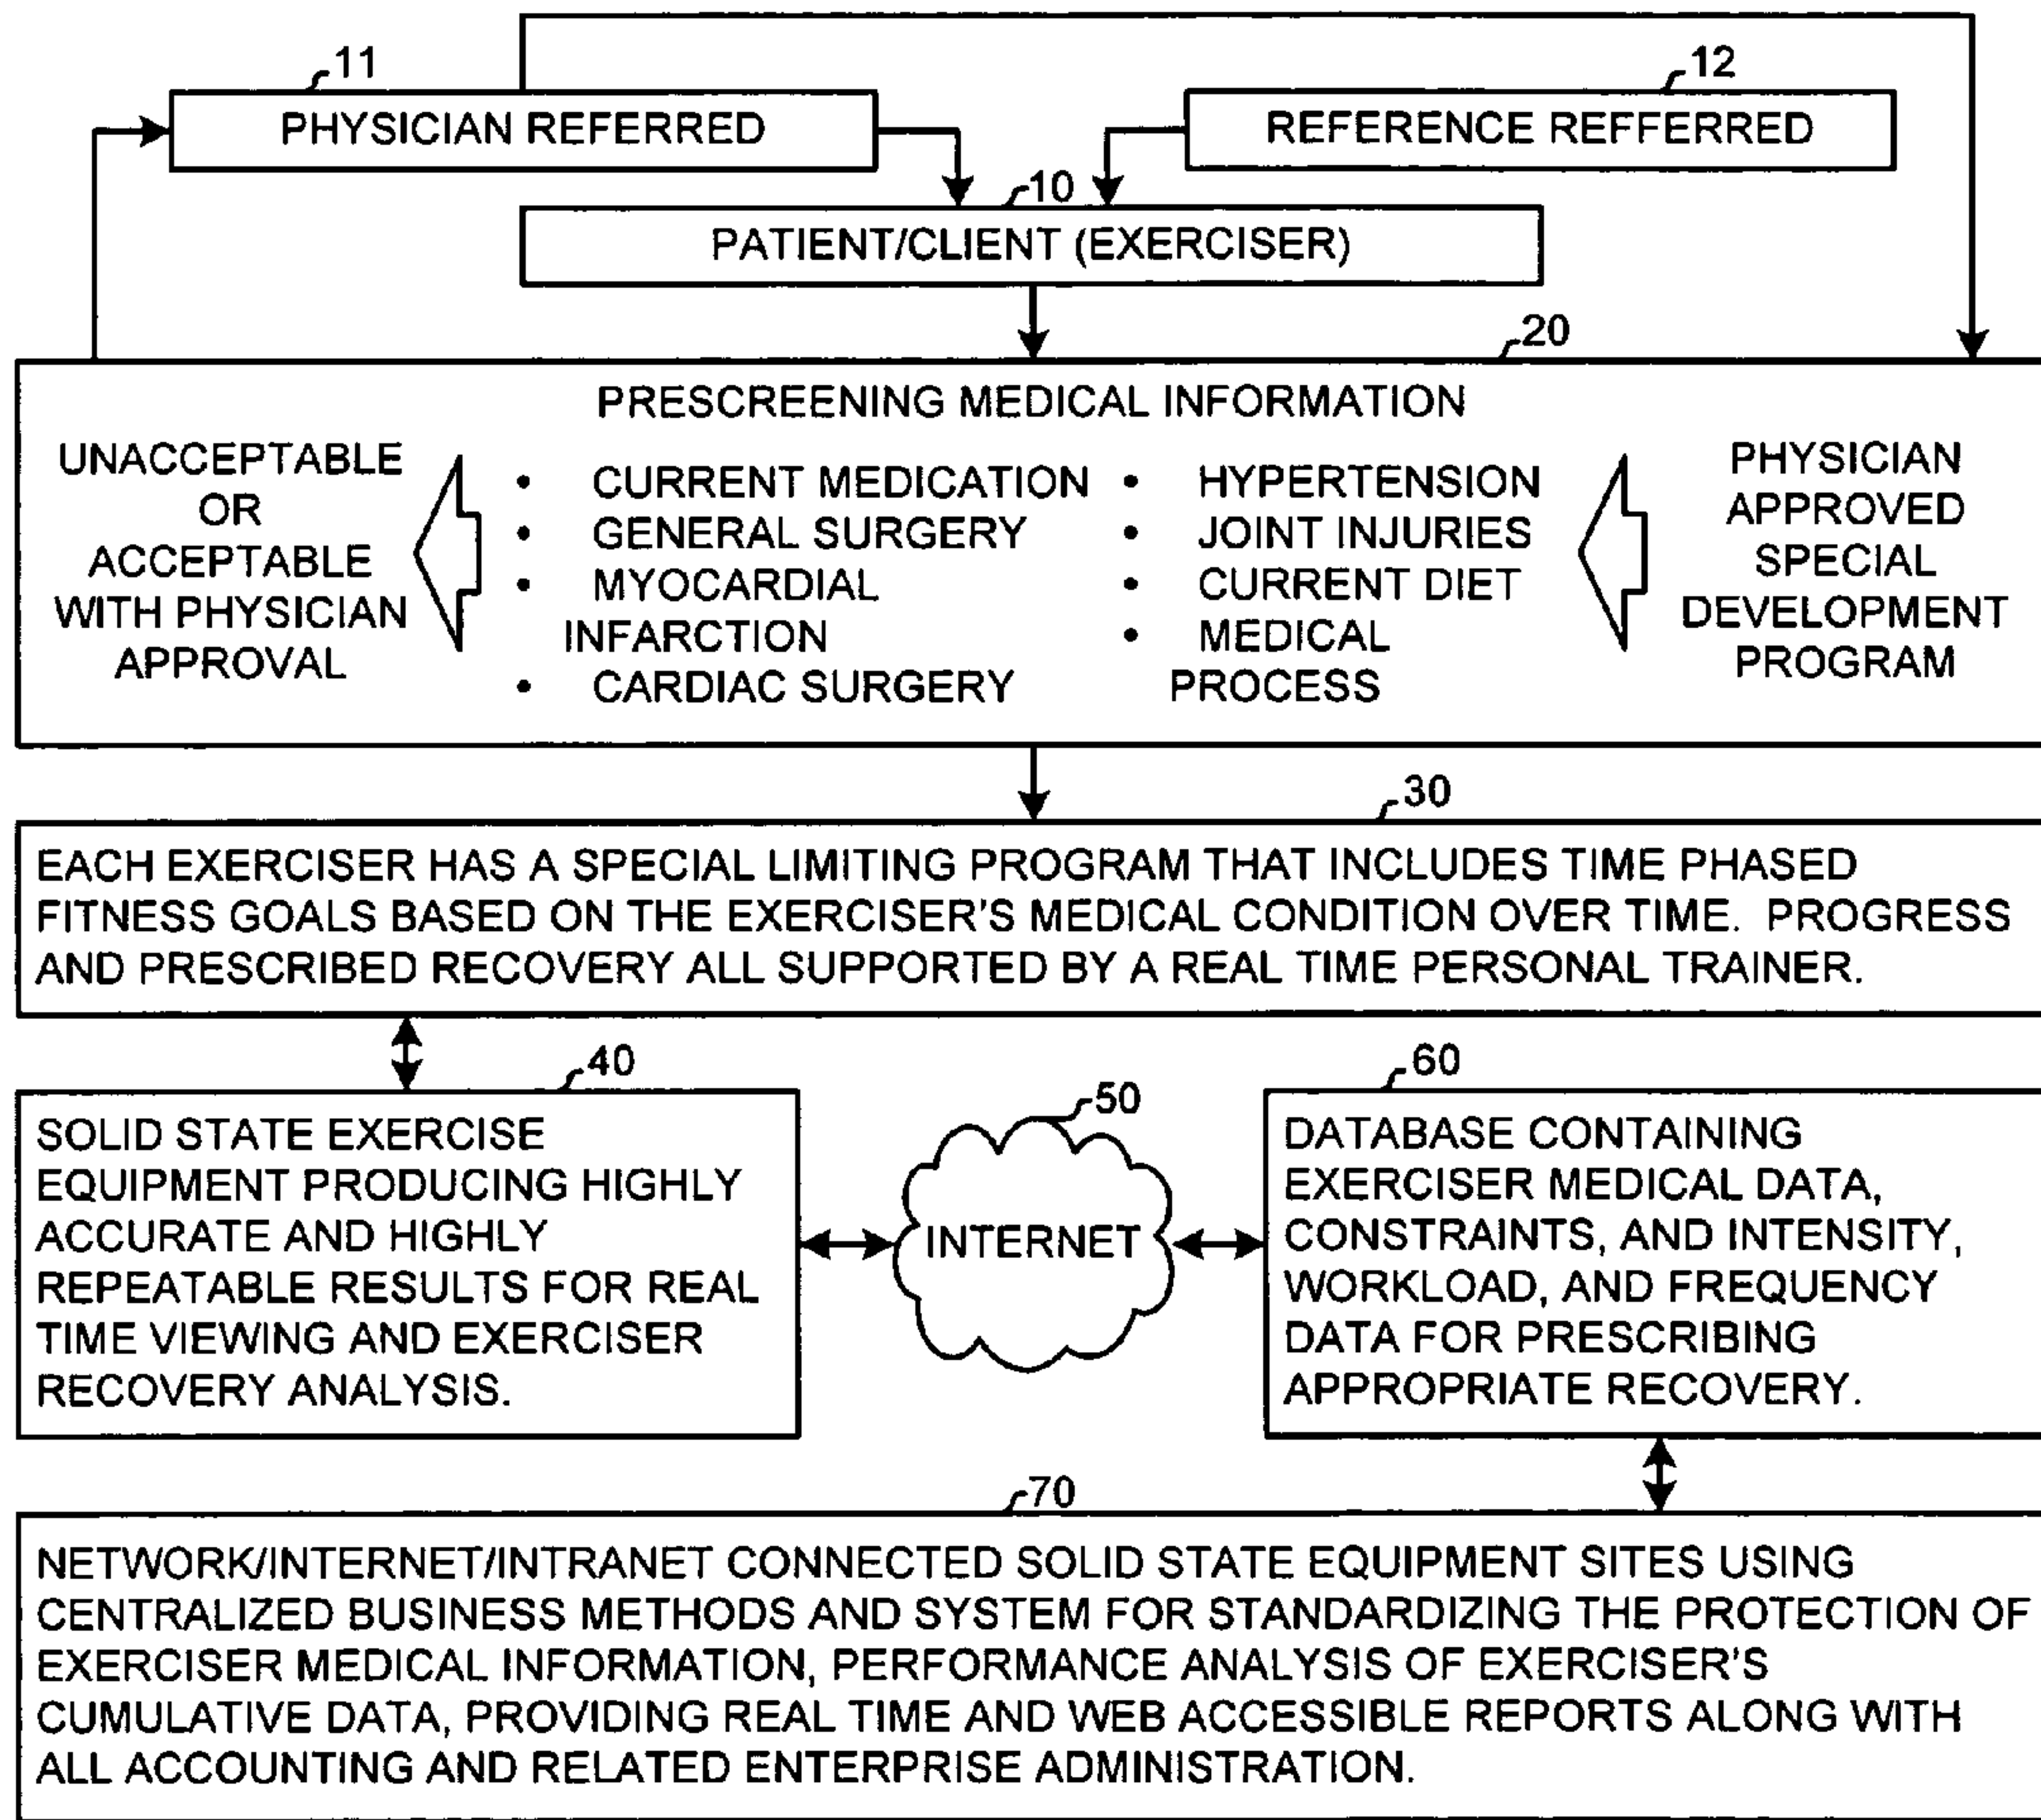 11
PHYSICIAN REFERRED
12
REFERENCE REFFERRED
10
PATIENT/CLIENT (EXERCISER)
20
PRESCREENING MEDICAL INFORMATION
UNACCEPTABLE
OR
ACCEPTABLE
WITH PHYSICIAN
APPROVAL
• CURRENT MEDICATION
• GENERAL SURGERY
• MYOCARDIAL
INFARCTION
• CARDIAC SURGERY
• HYPERTENSION
• JOINT INJURIES
• CURRENT DIET
• MEDICAL
PROCESS
PHYSICIAN
APPROVED
SPECIAL
DEVELOPMENT
PROGRAM
30
EACH EXERCISER HAS A SPECIAL LIMITING PROGRAM THAT INCLUDES TIME PHASED
FITNESS GOALS BASED ON THE EXERCISER'S MEDICAL CONDITION OVER TIME. PROGRESS
AND PRESCRIBED RECOVERY ALL SUPPORTED BY A REAL TIME PERSONAL TRAINER.
40
SOLID STATE EXERCISE
EQUIPMENT PRODUCING HIGHLY
ACCURATE AND HIGHLY
REPEATABLE RESULTS FOR REAL
TIME VIEWING AND EXERCISER
RECOVERY ANALYSIS.
50
INTERNET
60
DATABASE CONTAINING
EXERCISER MEDICAL DATA,
CONSTRAINTS, AND INTENSITY,
WORKLOAD, AND FREQUENCY
DATA FOR PRESCRIBING
APPROPRIATE RECOVERY.
70
NETWORK/INTERNET/INTRANET CONNECTED SOLID STATE EQUIPMENT SITES USING
CENTRALIZED BUSINESS METHODS AND SYSTEM FOR STANDARDIZING THE PROTECTION OF
EXERCISER MEDICAL INFORMATION, PERFORMANCE ANALYSIS OF EXERCISER'S
CUMULATIVE DATA, PROVIDING REAL TIME AND WEB ACCESSIBLE REPORTS ALONG WITH
ALL ACCOUNTING AND RELATED ENTERPRISE ADMINISTRATION.